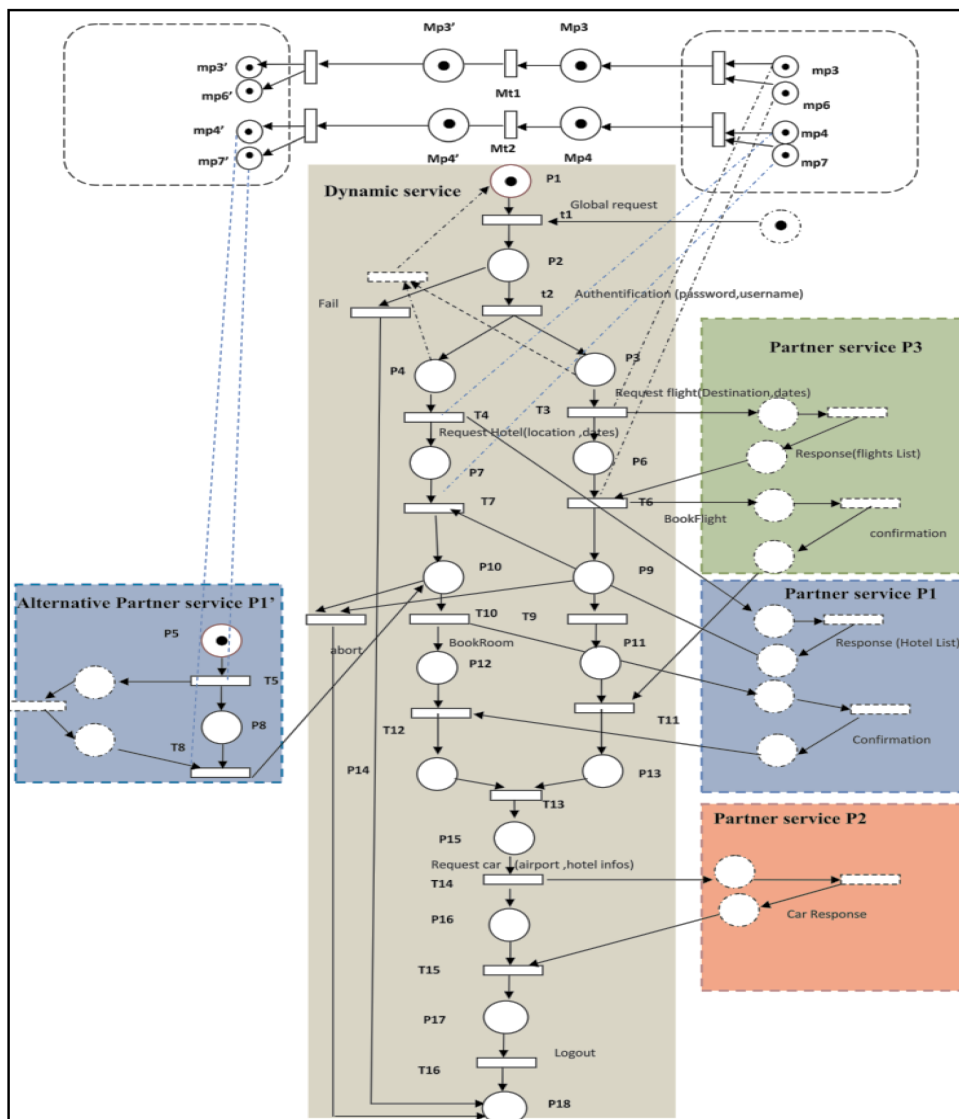 Mp3’
Mp3
mp3’
mp3
mp6’
mp6
Mt1
mp4’
mp4
mp7’
mp7
Mt2
Mp4’
Mp4
Dynamic service
P1
Global request
t1
P2
Fail
t2
Authentification (password,username)
P4
P3
Partner service P3
Request flight(Destination,dates)
T4
T3
Request Hotel(location ,dates)
Response(flights List)
P7
P6
T7
T6
BookFlight
confirmation
P10
P9
Alternative Partner service P1’
Partner service P1
P5
T10
T9
abort
BookRoom
P11
Response (Hotel List)
P12
T5
P8
T12
T11
Confirmation
T8
P14
P13
T13
Partner service P2
P15
Request car (airport ,hotel infos)
T14
P16
Car Response
T15
P17
Logout
T16
P18